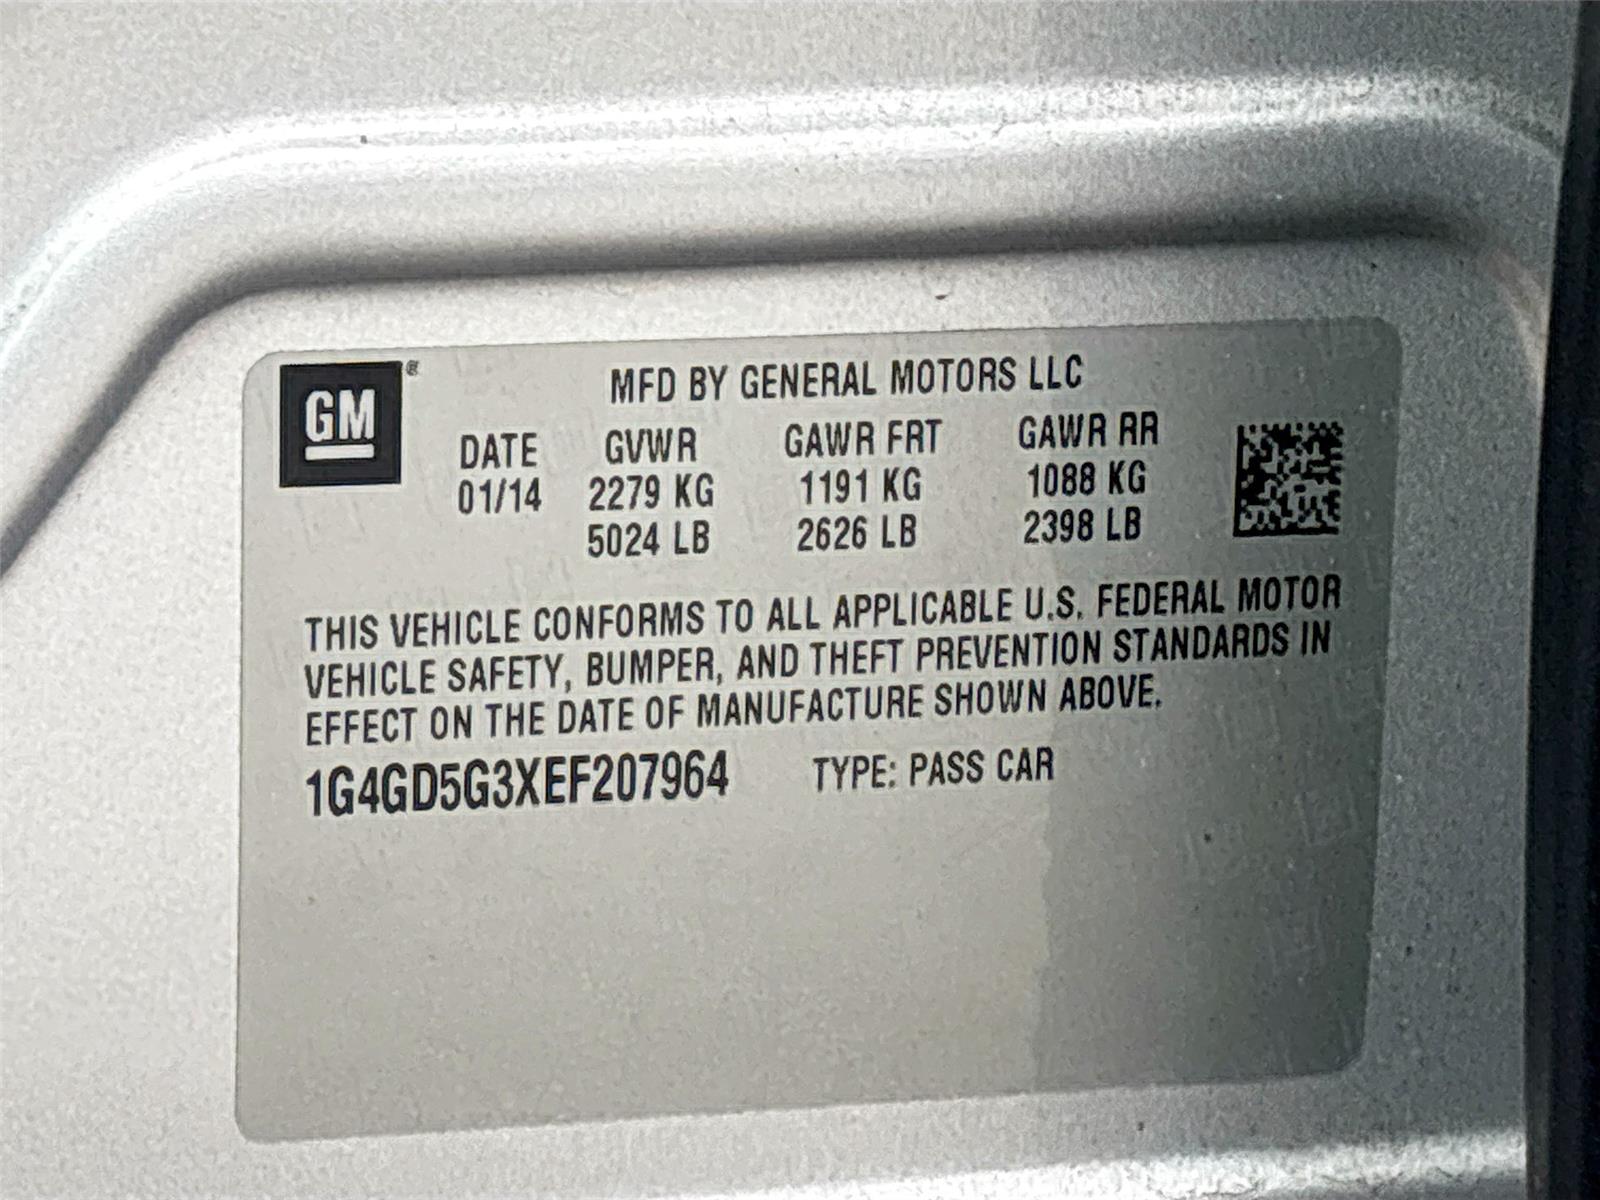 GM®
MFD BY GENERAL MOTORS LLC
DATE GVWR GAWR FRT GAWR RR
01/14 2279 KG 1191 KG 1088 KG
5024 LB 2626 LB 2398 LB
THIS VEHICLE CONFORMS TO ALL APPLICABLE U.S. FEDERAL MOTOR
VEHICLE SAFETY, BUMPER, AND THEFT PREVENTION STANDARDS IN
EFFECT ON THE DATE OF MANUFACTURE SHOWN ABOVE.
1G4GD5G3XEF207964 TYPE: PASS CAR